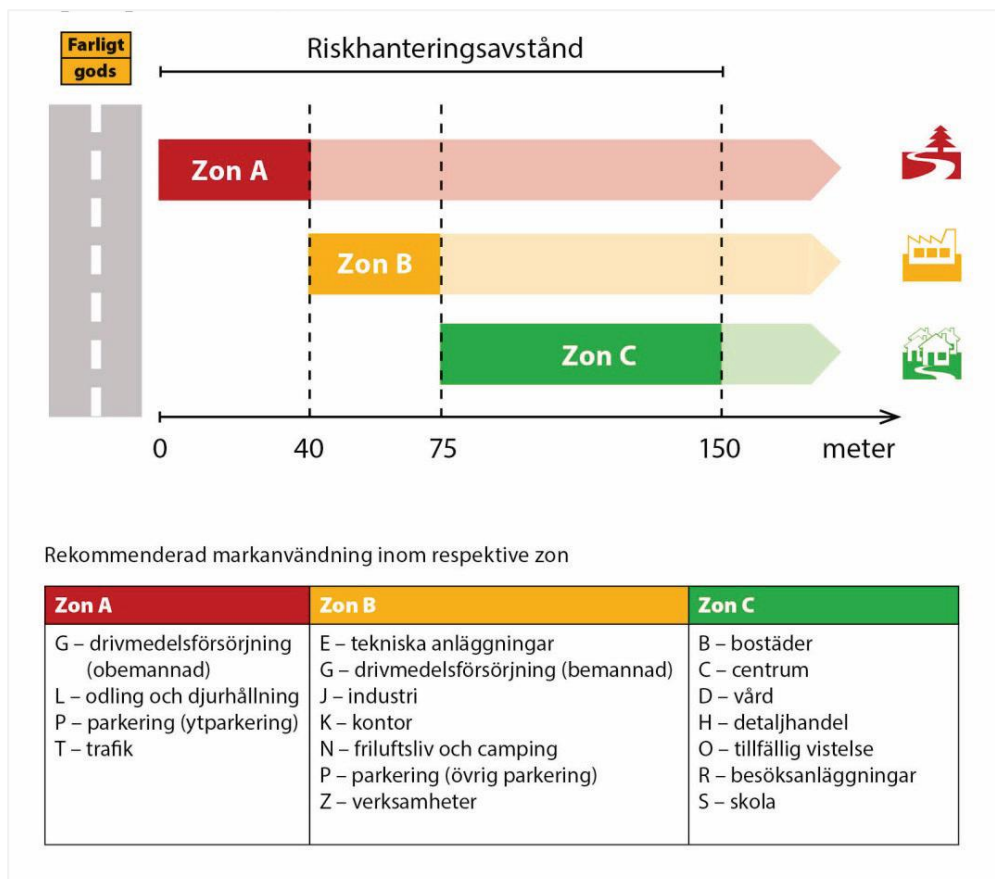 Farligt
gods
Riskhanteringsavstånd
Zon A
Zon B
Zon C
0 40 75 150 meter
Rekommenderad markanvändning inom respektive zon
Zon A
G – drivmedelsförsörjning
(obemannad)
L – odling och djurhållning
P – parkering (ytparkering)
T – trafik
Zon B
E – tekniska anläggningar
G – drivmedelsförsörjning (bemannad)
J – industri
K – kontor
N – friluftsliv och camping
P – parkering (övrig parkering)
Z – verksamheter
Zon C
B – bostäder
C – centrum
D – vård
H – detaljhandel
O – tillfällig vistelse
R – besöksanläggningar
S – skola